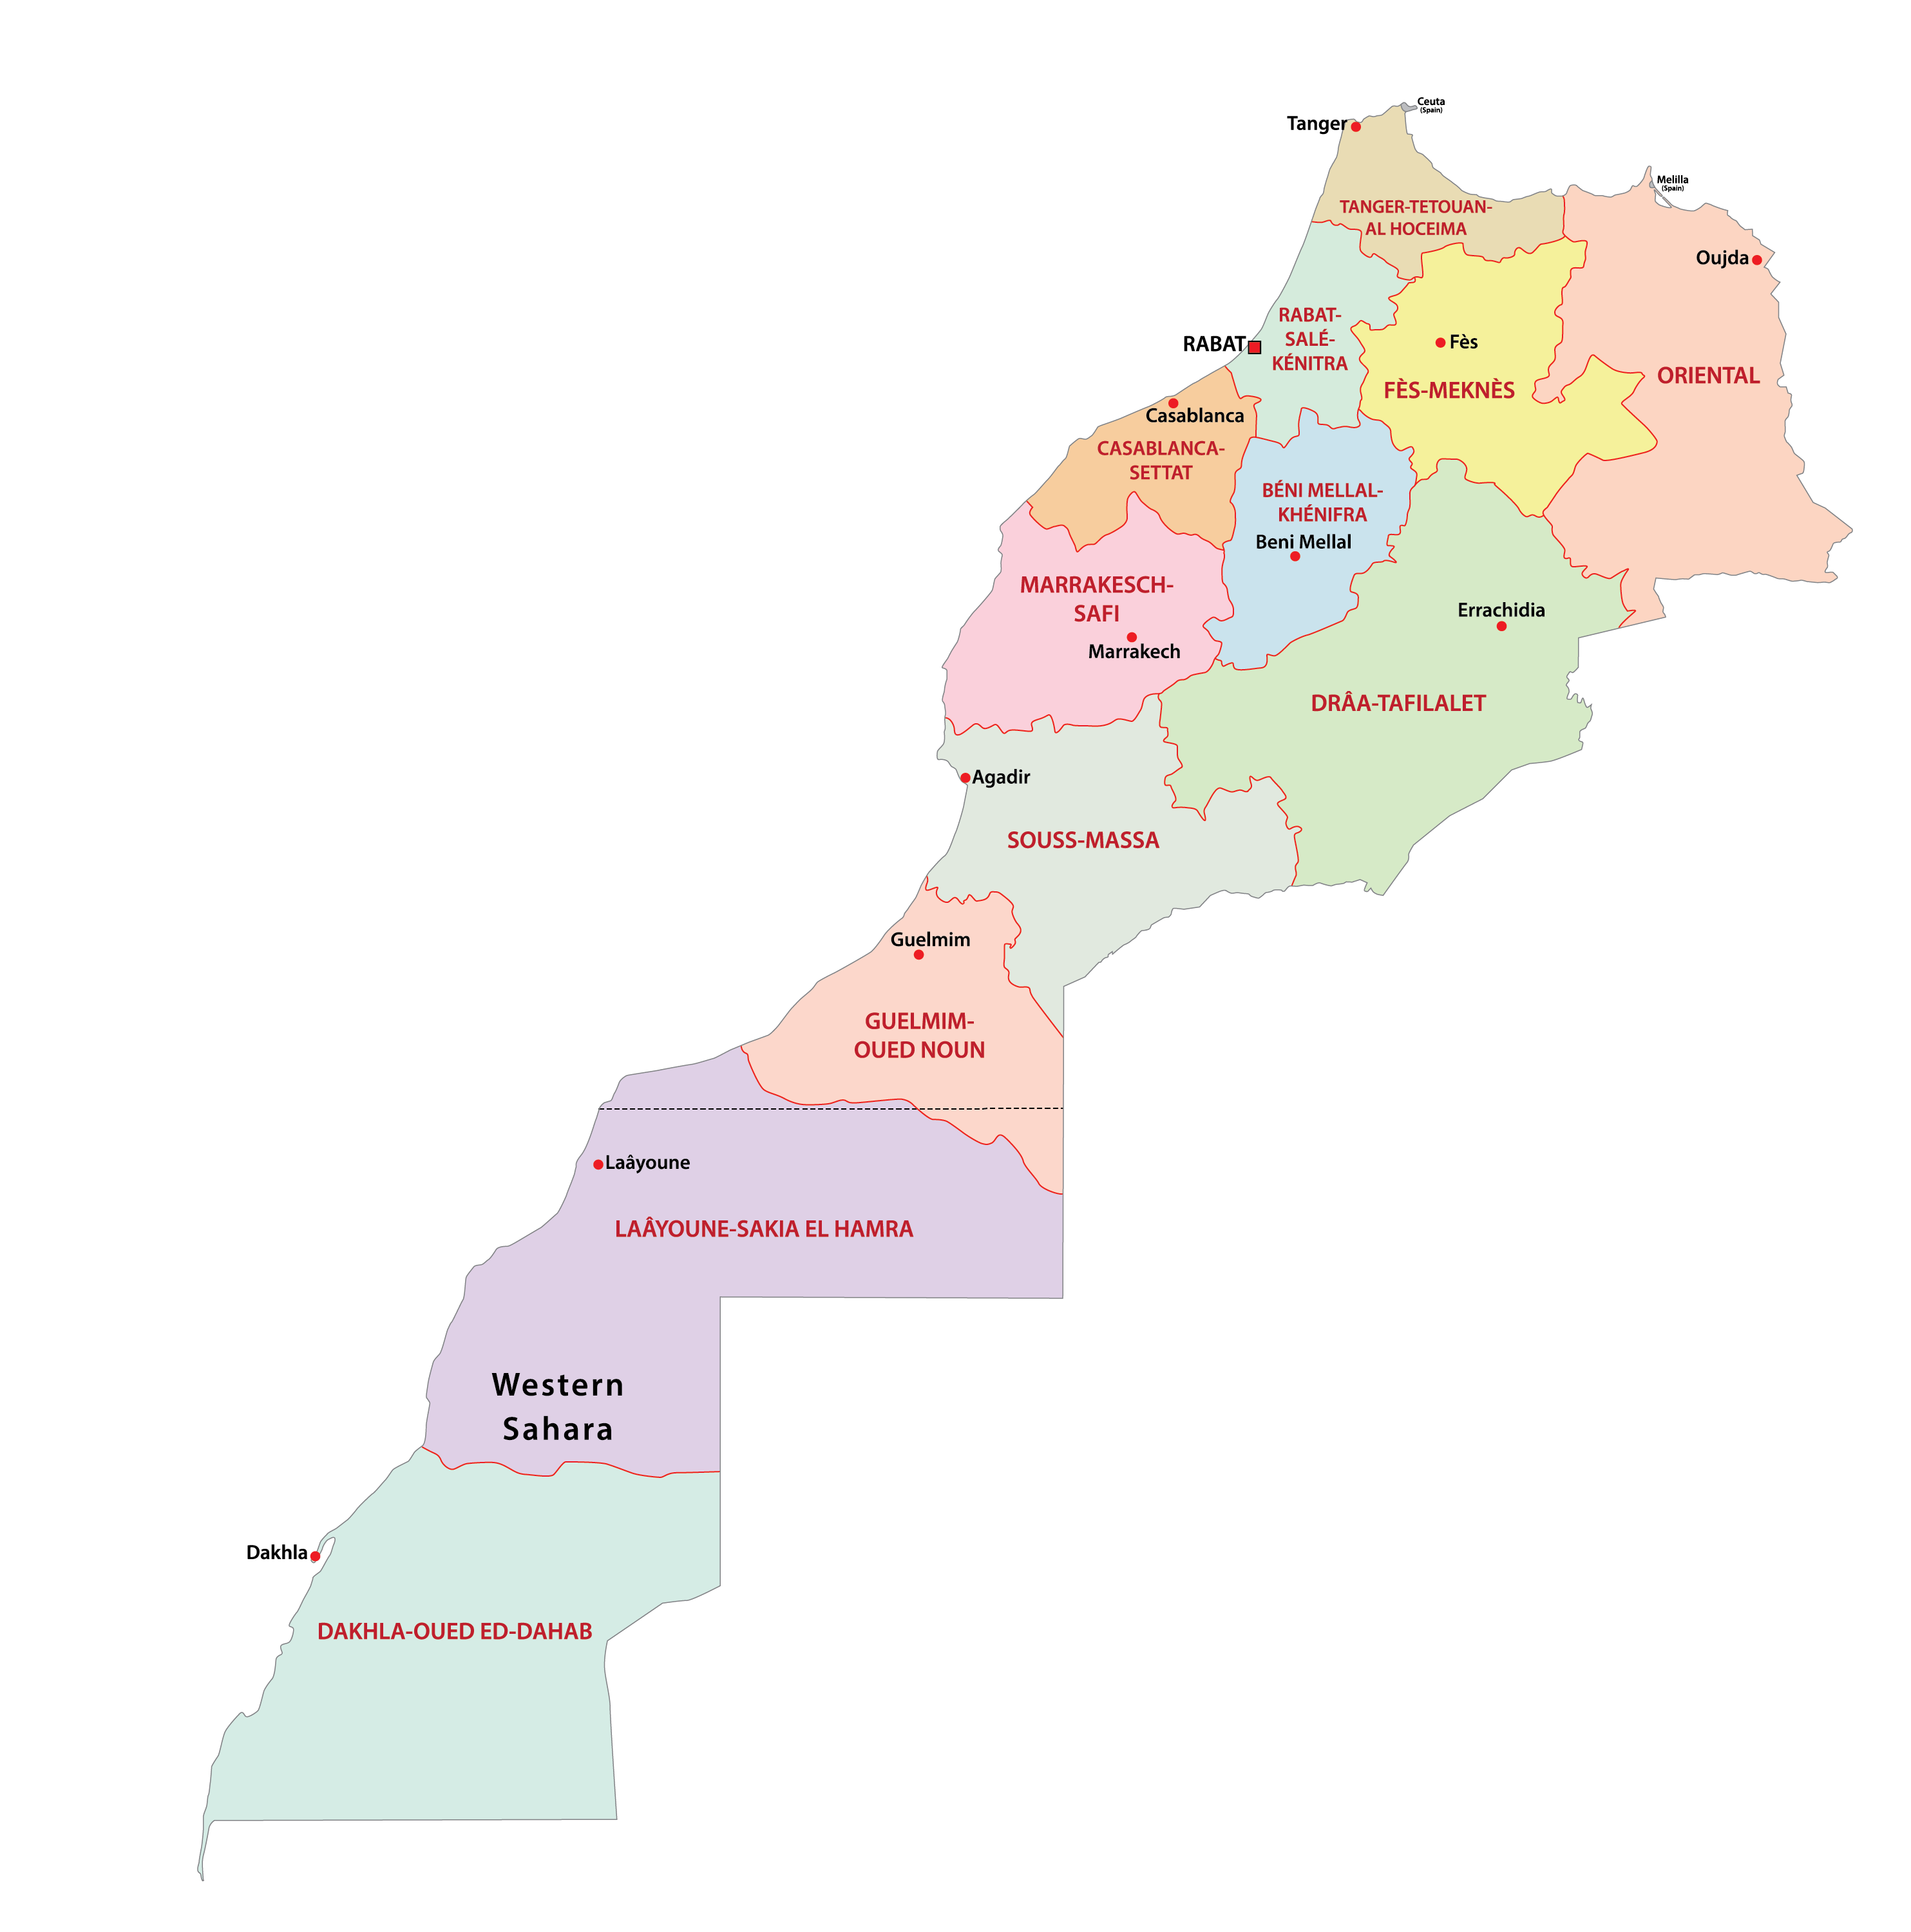 Ceuta
(Spain)
Tanger
Melilla
(Spain)
TANGER-TETOUAN-
AL HOCEIMA
Oujda
RABAT-
SALÉ-
KÉNITRA
RABAT
Fès
FÈS-MEKNÈS
ORIENTAL
Casablanca
CASABLANCA-
SETTAT
BÉNI MELLAL-
KHÉNIFRA
Beni Mellal
MARRAKESCH-
SAFI
Marrakech
Errachidia
DRÂA-TAFILALET
Agadir
SOUSS-MASSA
Guelmim
GUELMIM-
OUED NOUN
Laâyoune
LAÂYOUNE-SAKIA EL HAMRA
Western
Sahara
Dakhla
DAKHLA-OUED ED-DAHAB